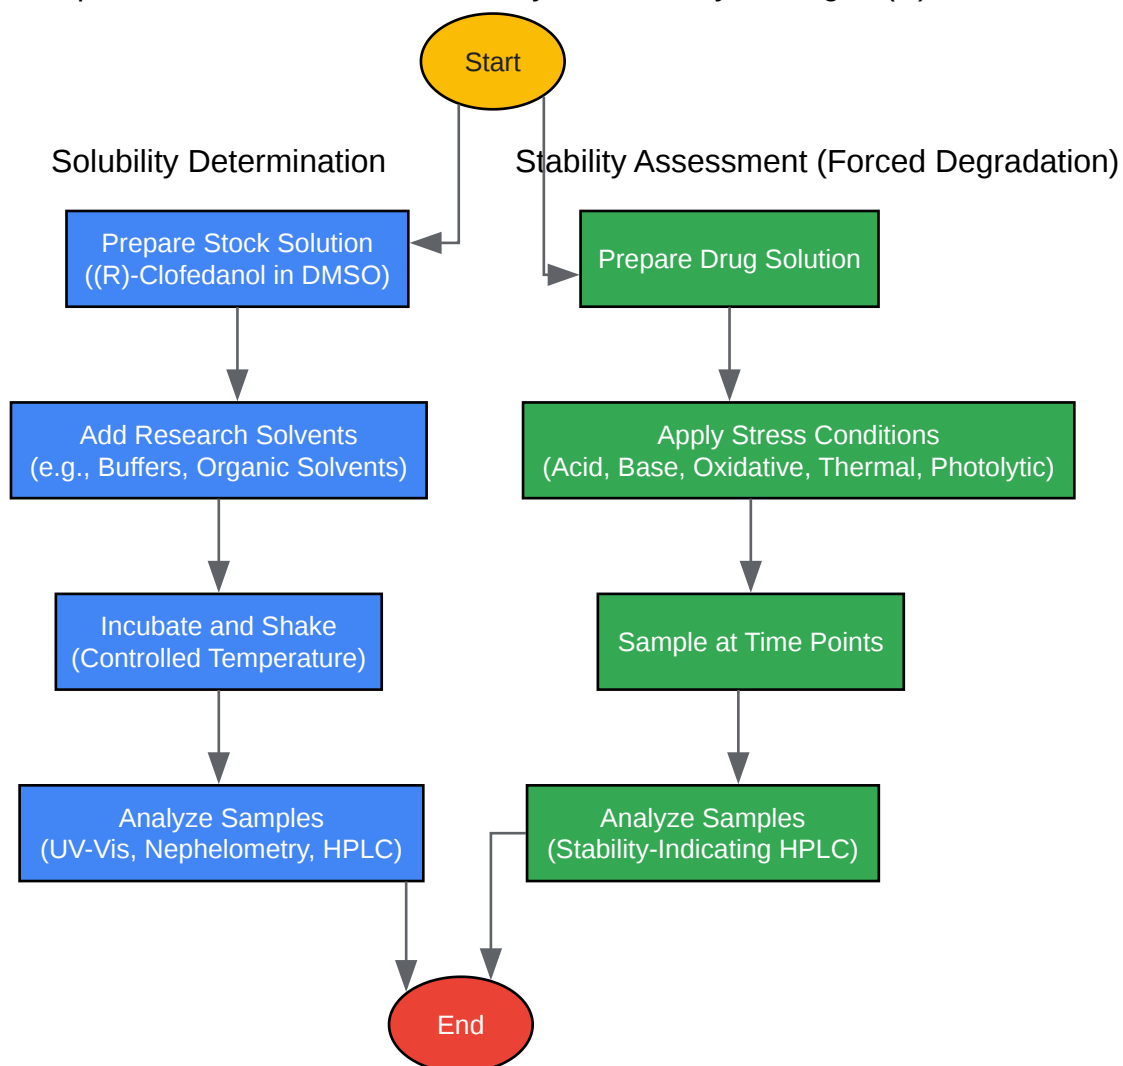 Start
Solubility Determination
Prepare Stock Solution
((R)-Clofedanol in DMSO)
Add Research Solvents
(e.g., Buffers, Organic Solvents)
Incubate and Shake
(Controlled Temperature)
Analyze Samples
(UV-Vis, Nephelometry, HPLC)
Stability Assessment (Forced Degradation)
Prepare Drug Solution
Apply Stress Conditions
(Acid, Base, Oxidative, Thermal, Photolytic)
Sample at Time Points
Analyze Samples
(Stability-Indicating HPLC)
End